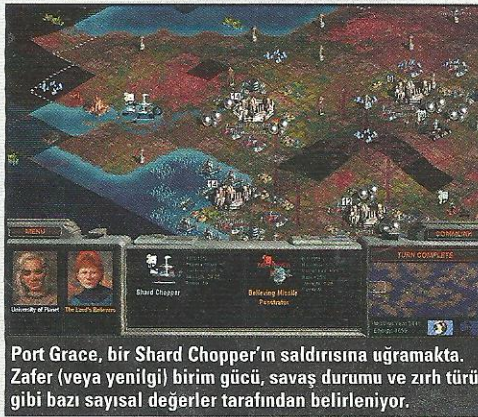 MENU
COMMLINK
TURN COMPLETE
University of Planet
The Lord's Believers
Shard Chopper
Believing Missile
Penetrator
Port Grace, bir Shard Chopper'ın saldırısına uğramakta.
Zafer (veya yenilgi) birim gücü, savaş durumu ve zırh türü
gibi bazı sayısal değerler tarafından belirleniyor.